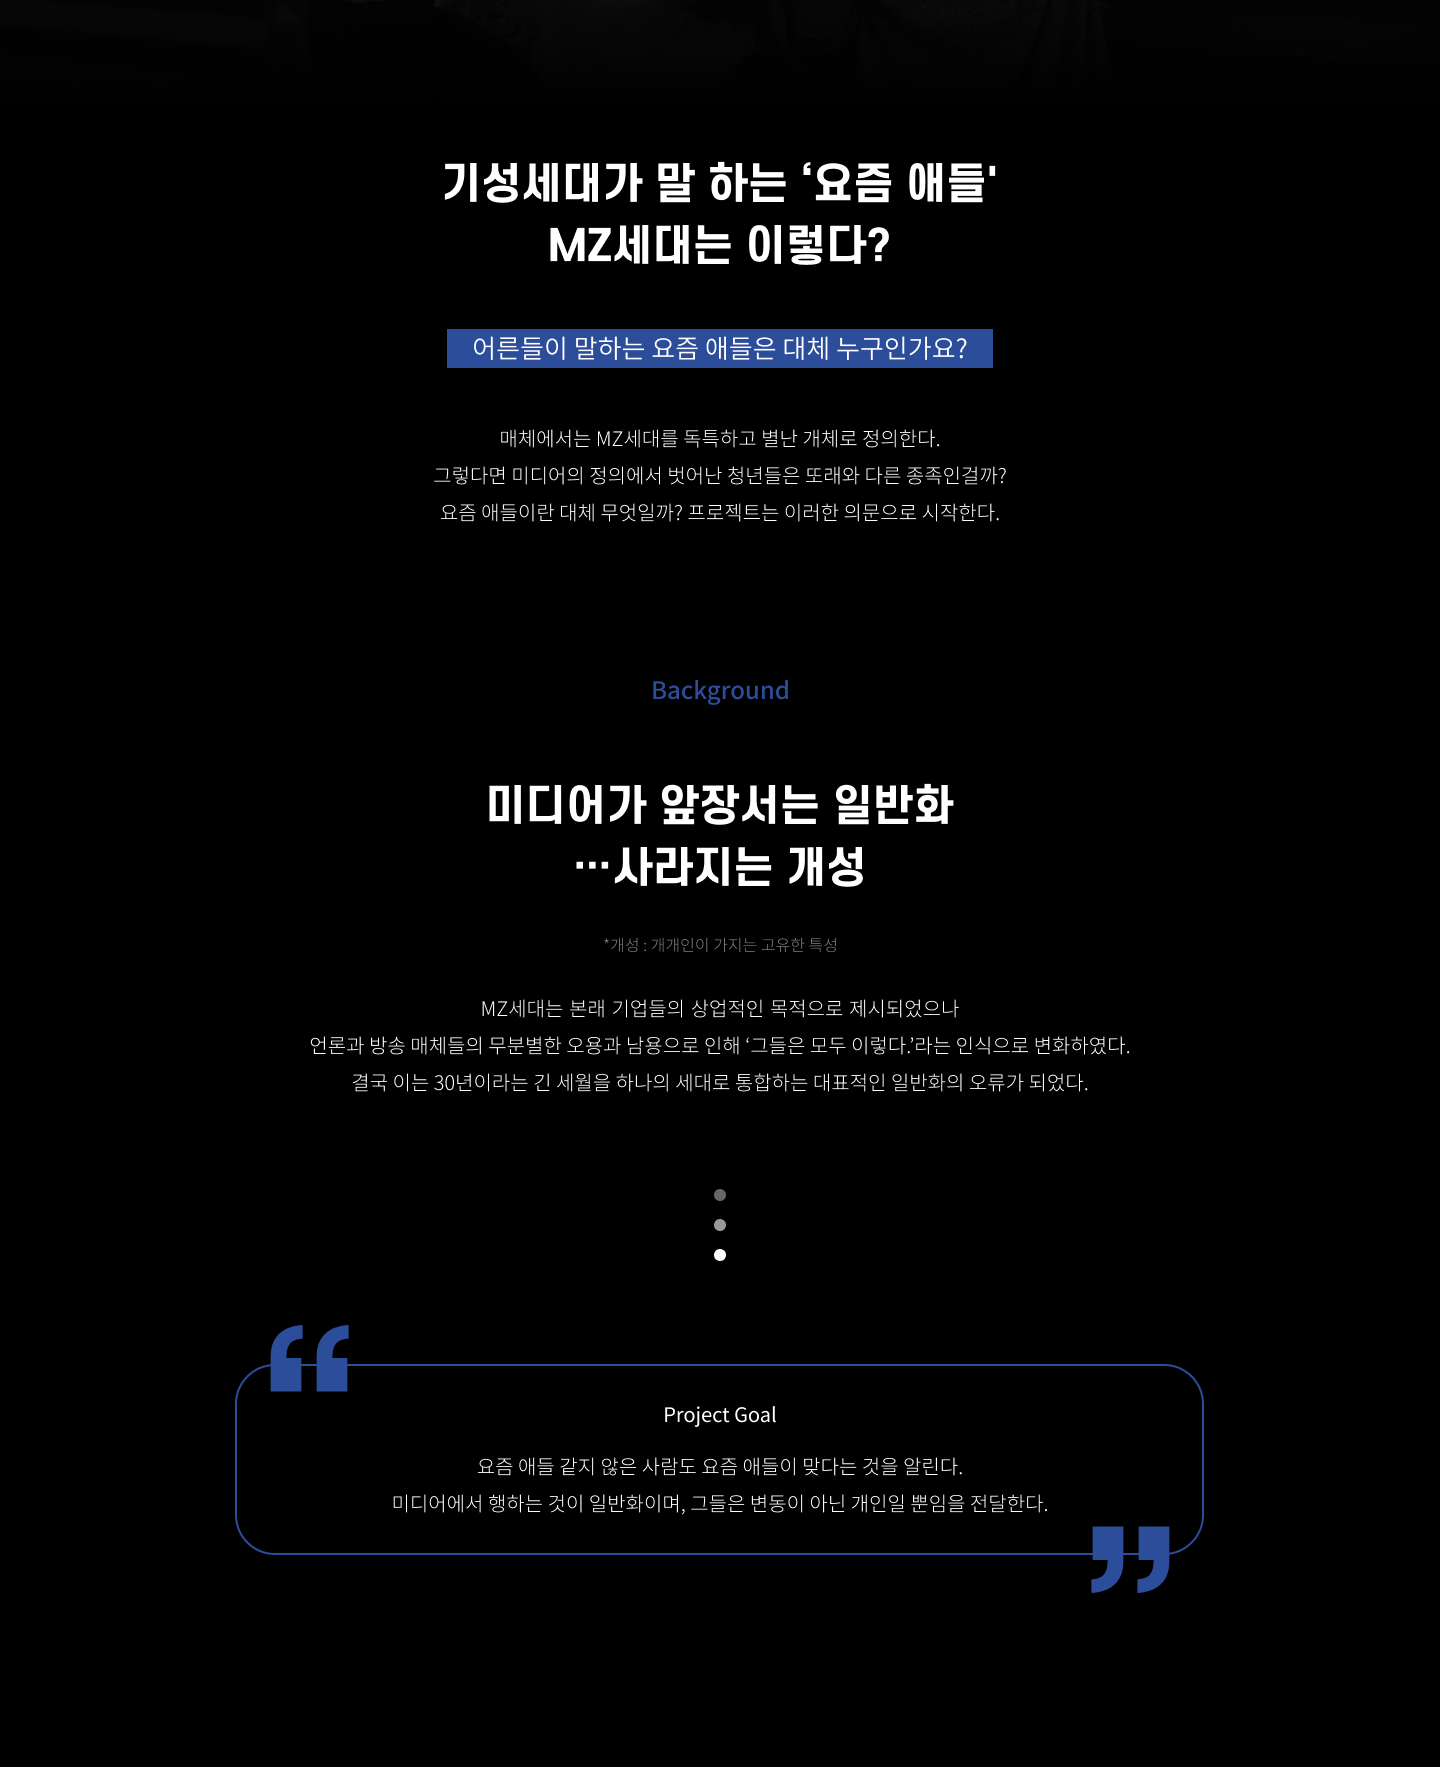 기성세대가 말 하는 ‘요즘 애들'
MZ세대는 이렇다?
어른들이 말하는 요즘 애들은 대체 누구인가요?
매체에서는 MZ세대를 독특하고 별난 개체로 정의한다.
그렇다면 미디어의 정의에서 벗어난 청년들은 또래와 다른 종족인걸까?
요즘 애들이란 대체 무엇일까? 프로젝트는 이러한 의문으로 시작한다.
Background
미디어가 앞장서는 일반화
…사라지는 개성
*개성 : 개개인이 가지는 고유한 특성
MZ세대는 본래 기업들의 상업적인 목적으로 제시되었으나
언론과 방송 매체들의 무분별한 오용과 남용으로 인해 ‘그들은 모두 이렇다.’라는 인식으로 변화하였다.
결국 이는 30년이라는 긴 세월을 하나의 세대로 통합하는 대표적인 일반화의 오류가 되었다.
“
Project Goal
요즘 애들 같지 않은 사람도 요즘 애들이 맞다는 것을 알린다.
미디어에서 행하는 것이 일반화이며, 그들은 변동이 아닌 개인일 뿐임을 전달한다.
”